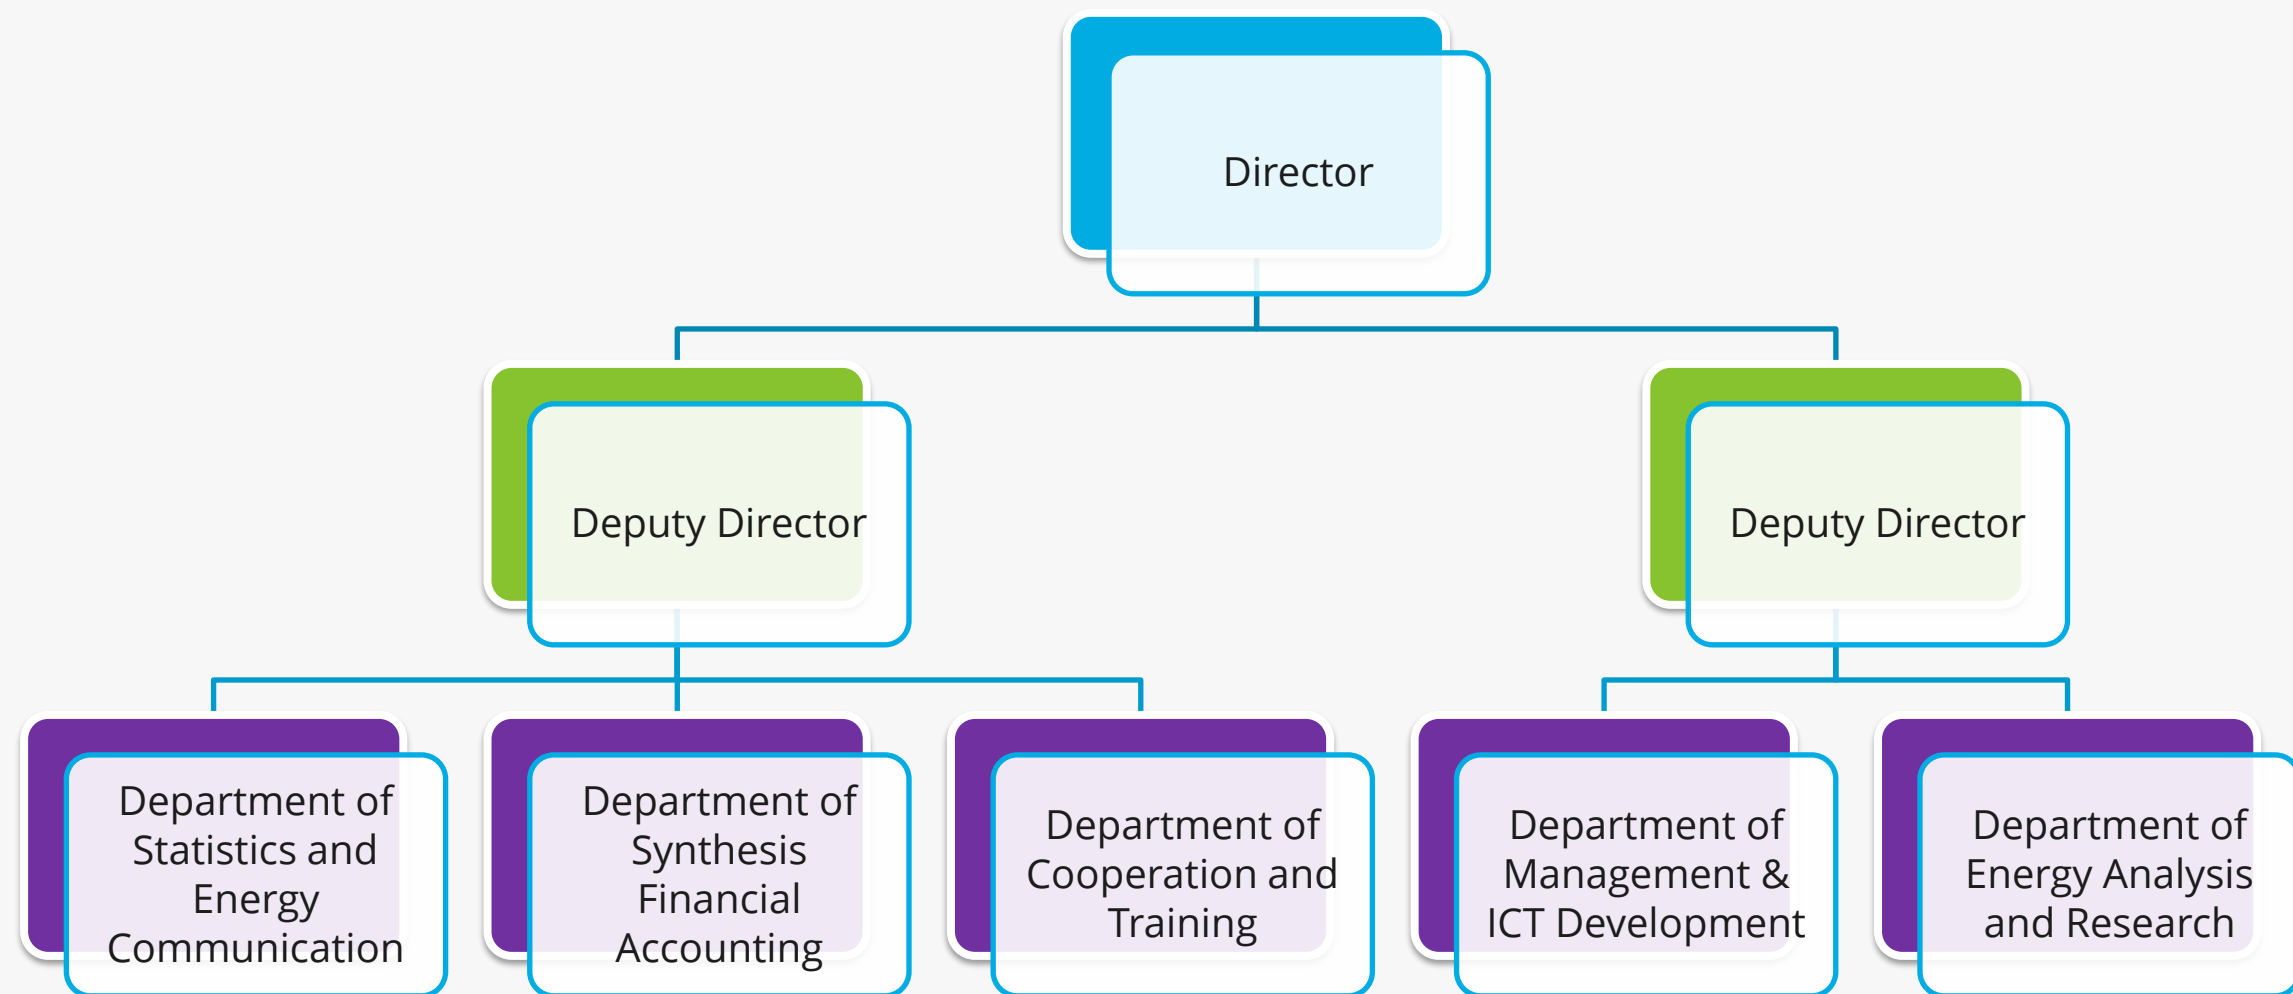 Director
Deputy Director
Deputy Director
Department of
Statistics and
Energy
Communication
Department of
Synthesis
Financial
Accounting
Department of
Cooperation and
Training
Department of
Management &
ICT Development
Department of
Energy Analysis
and Research